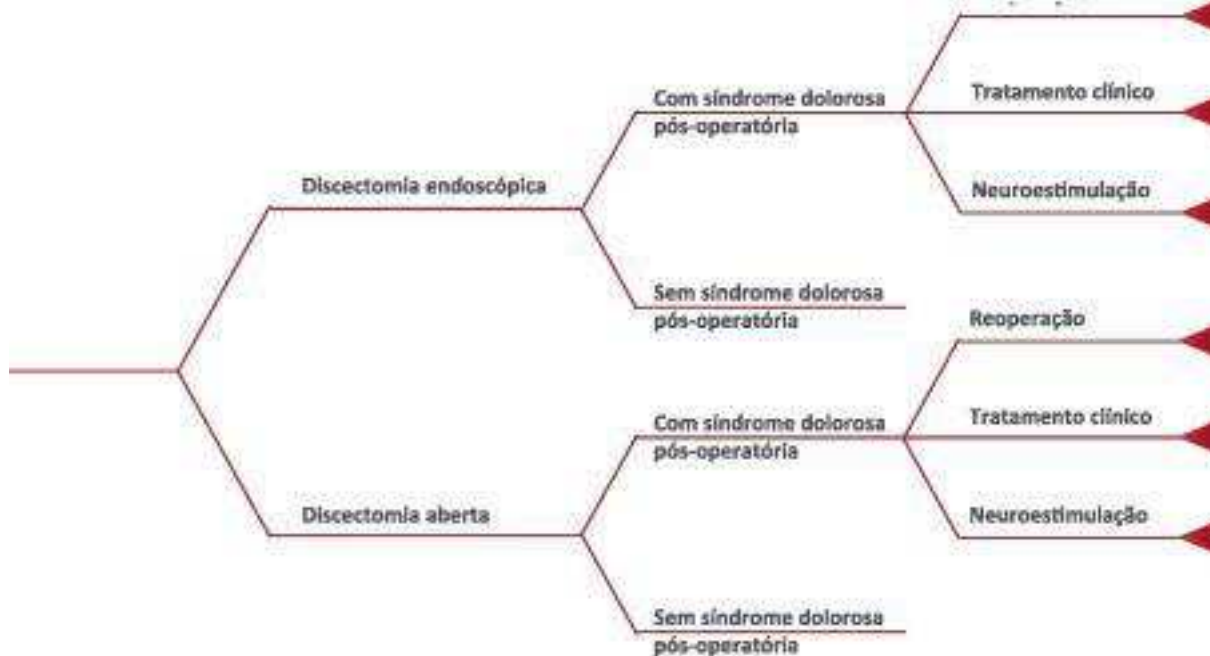 Com síndrome dolorosa
pós-operatória
Tratamento clínico
Discectomia endoscópica
Neuroestimulação
Sem síndrome dolorosa
pós-operatória
Reoperação
Com síndrome dolorosa
pós-operatória
Tratamento clínico
Discectomia aberta
Neuroestimulação
Sem síndrome dolorosa
pós-operatória